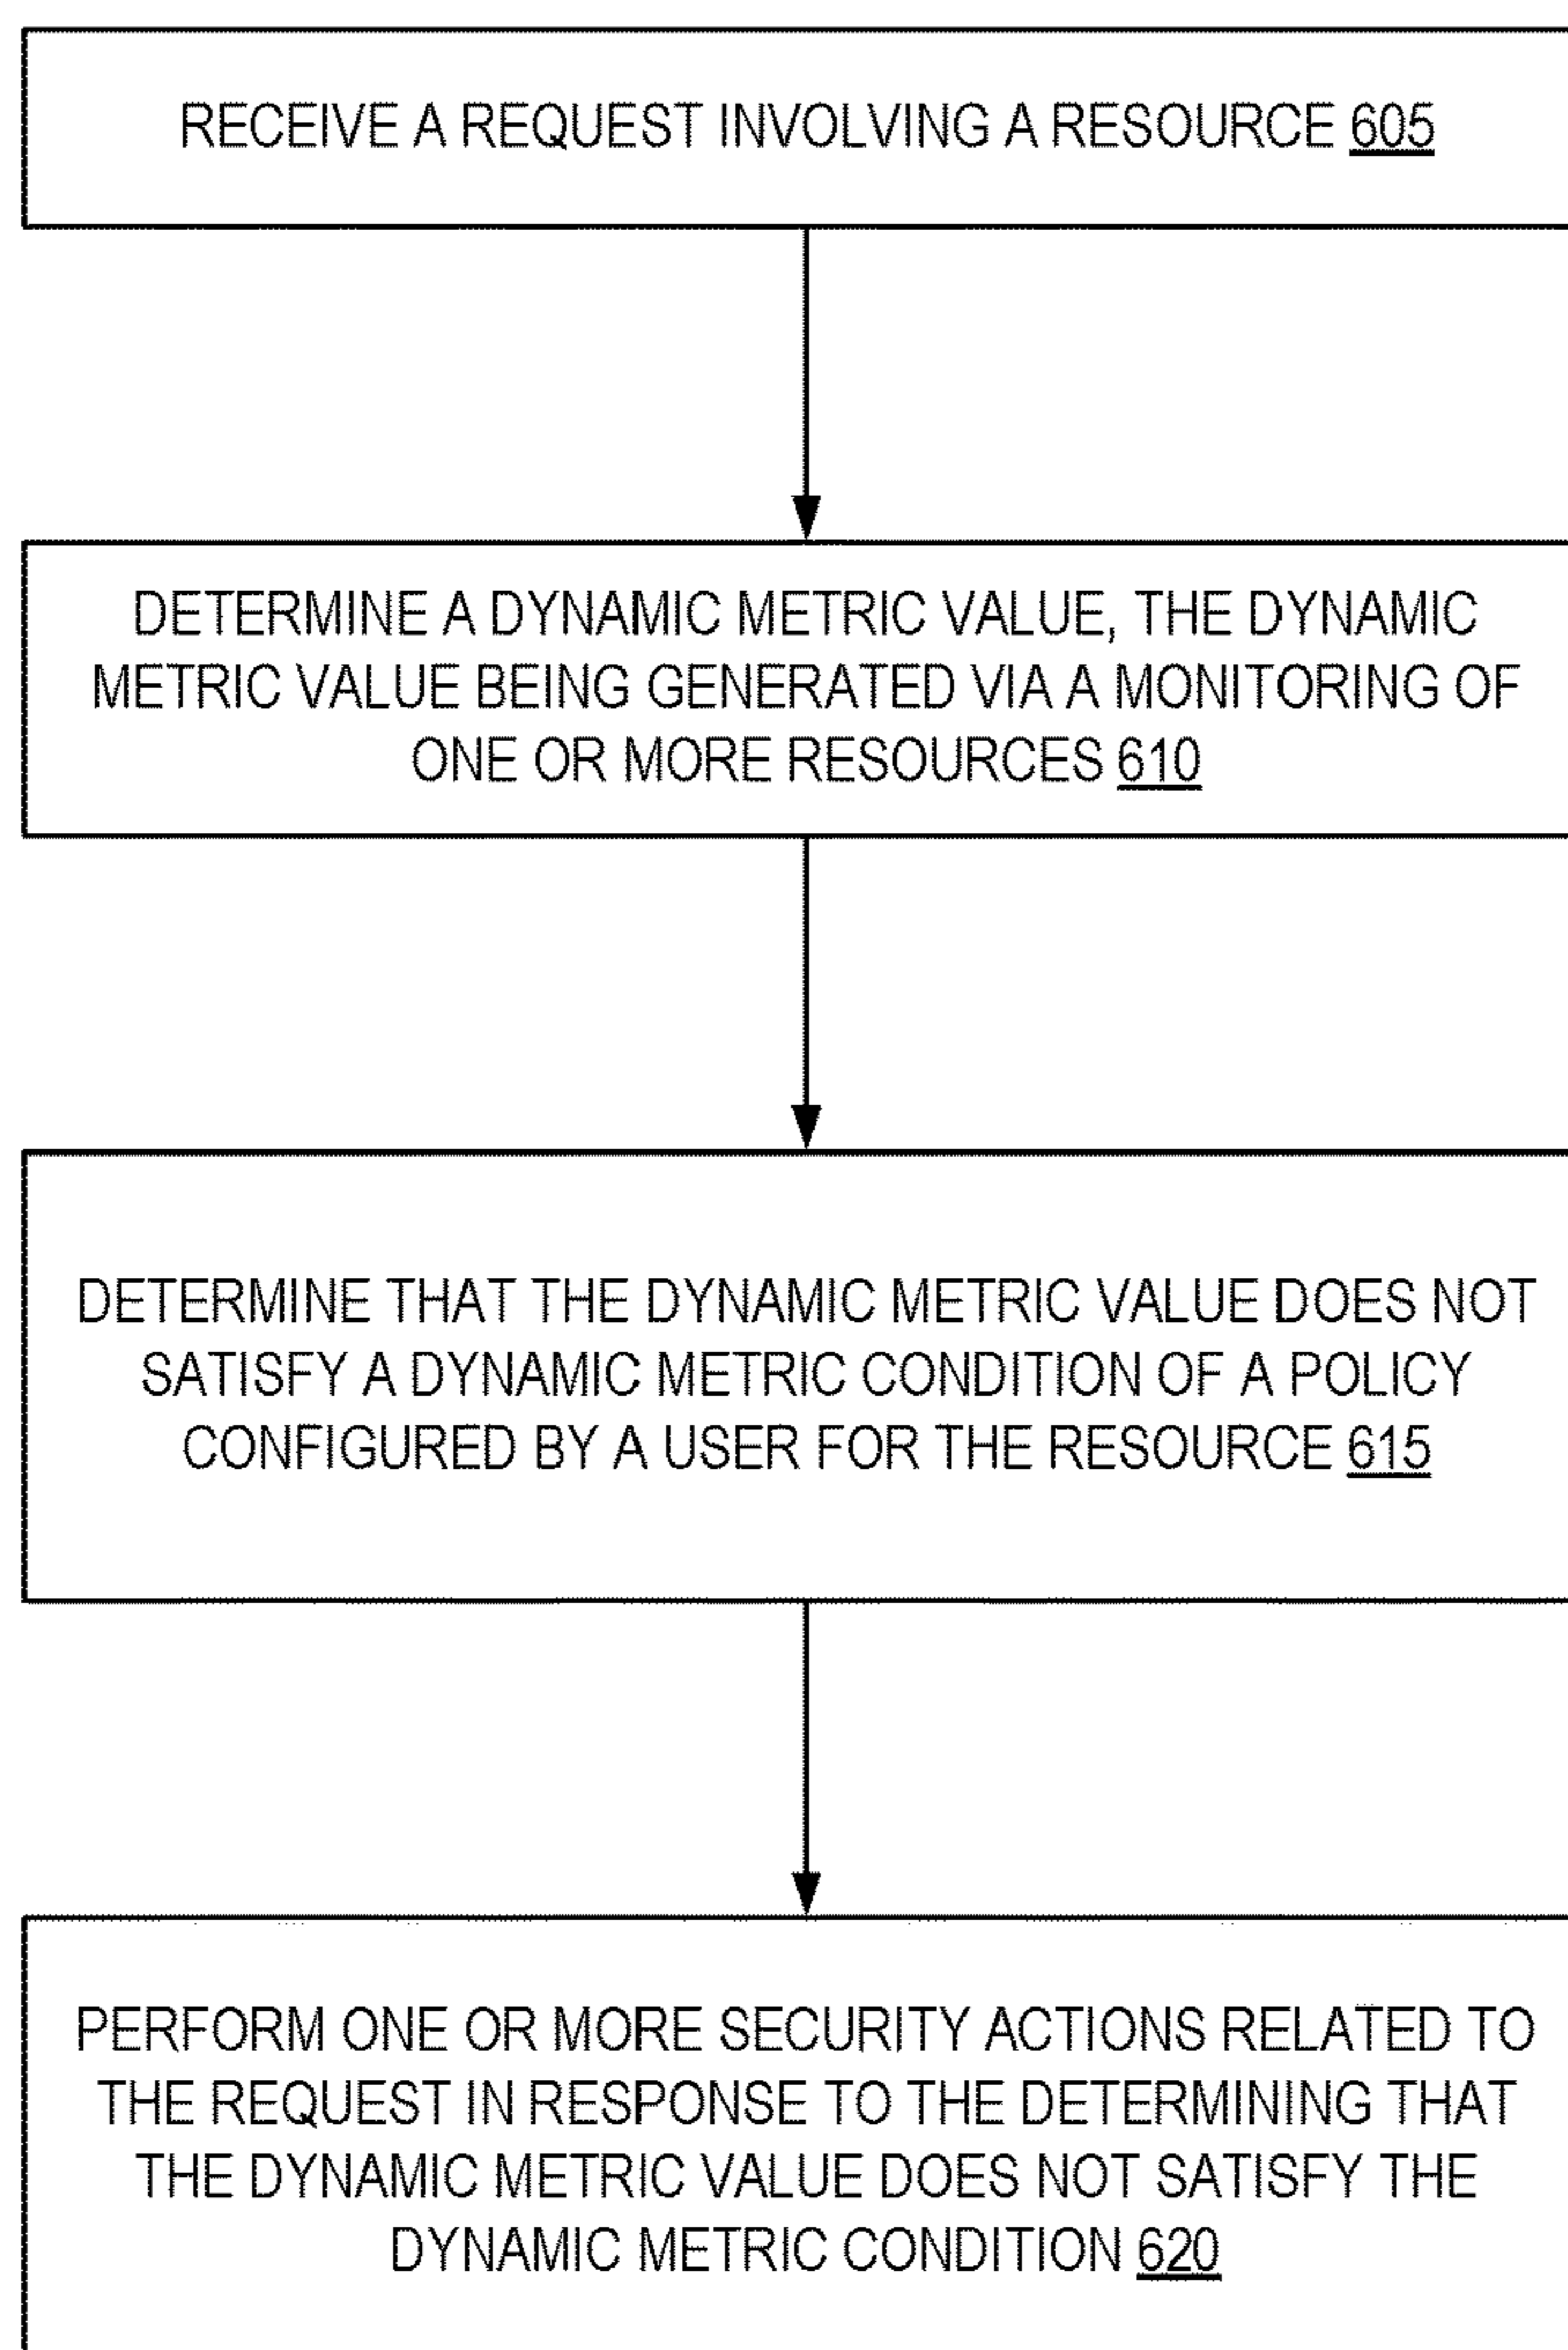 RECEIVE A REQUEST INVOLVING A RESOURCE 605
DETERMINE A DYNAMIC METRIC VALUE, THE DYNAMIC
METRIC VALUE BEING GENERATED VIA A MONITORING OF
ONE OR MORE RESOURCES 610
DETERMINE THAT THE DYNAMIC METRIC VALUE DOES NOT
SATISFY A DYNAMIC METRIC CONDITION OF A POLICY
CONFIGURED BY A USER FOR THE RESOURCE 615
PERFORM ONE OR MORE SECURITY ACTIONS RELATED TO
THE REQUEST IN RESPONSE TO THE DETERMINING THAT
THE DYNAMIC METRIC VALUE DOES NOT SATISFY THE
DYNAMIC METRIC CONDITION 620